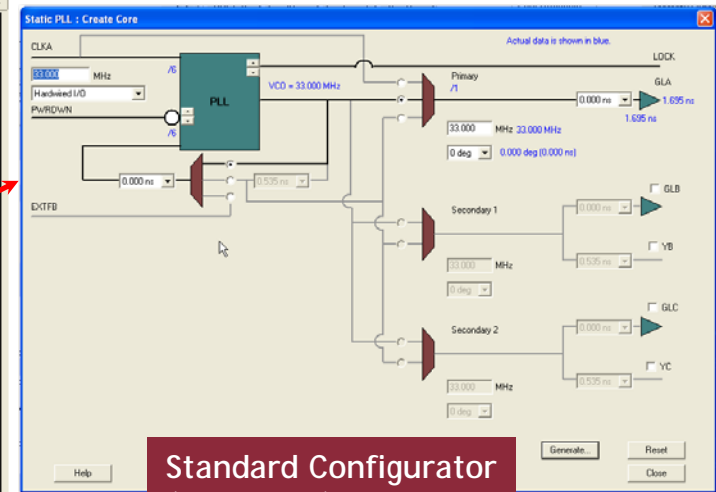 Static PLL : Create Core
Actual data is shown in blue.
CLKA
LOCK
33.000 MHz
/6
Primary
/1
GLA
Hardwired I/O
PLL
VCO = 33.000 MHz
0.000 ns
1.695 ns
PWRDWN
1.695 ns
/6
33.000 MHz 33.000 MHz
0 deg 0.000 deg (0.000 ns)
0.000 ns
0.535 ns
EXTFB
GLB
Secondary 1
0.000 ns
YB
33.000 MHz
0.535 ns
0 deg
GLC
Secondary 2
0.000 ns
YC
33.000 MHz
0.535 ns
0 deg
Generate...
Reset
Help
Close
Standard Configurator